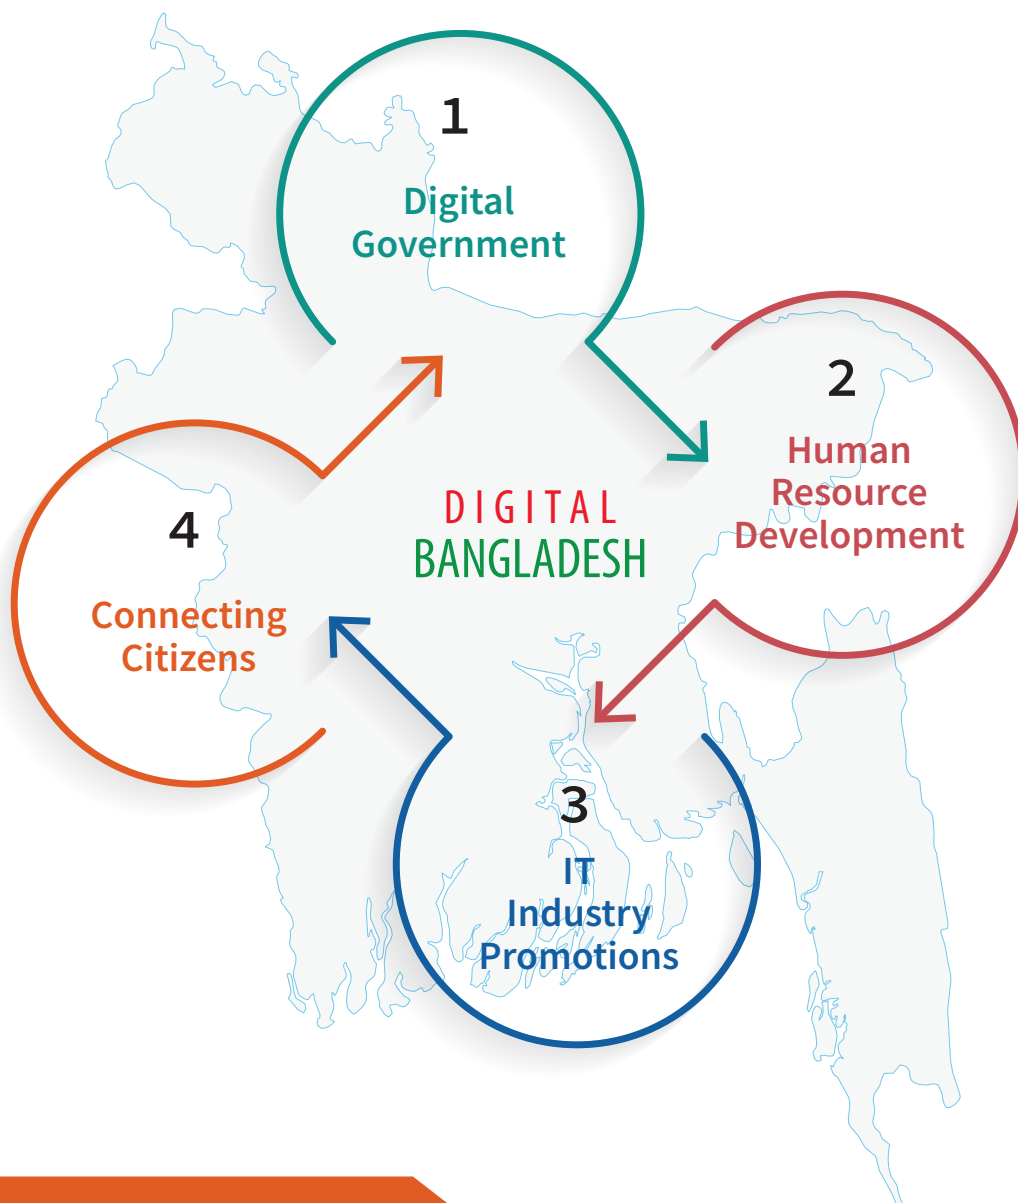 1
Digital
Government
2
Human
Resource
Development
DIGITAL
BANGLADESH
4
Connecting
Citizens
3
IT
Industry
Promotions